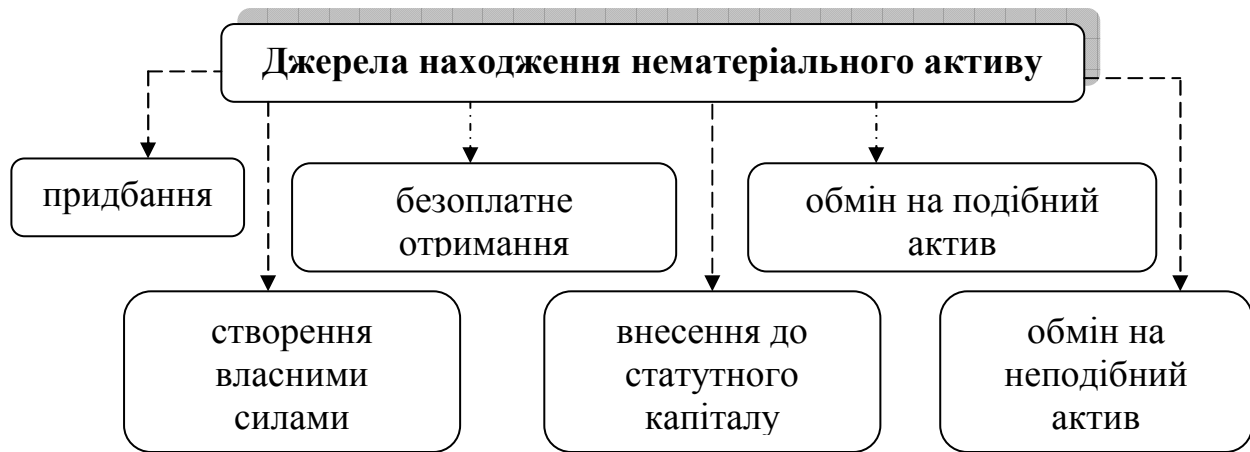 Джерела находження нематеріального активу
придбання
безоплатне
отримання
обмін на подібний
актив
створення
власними
силами
внесення до
статутного
капіталу
обмін на
неподібний
актив